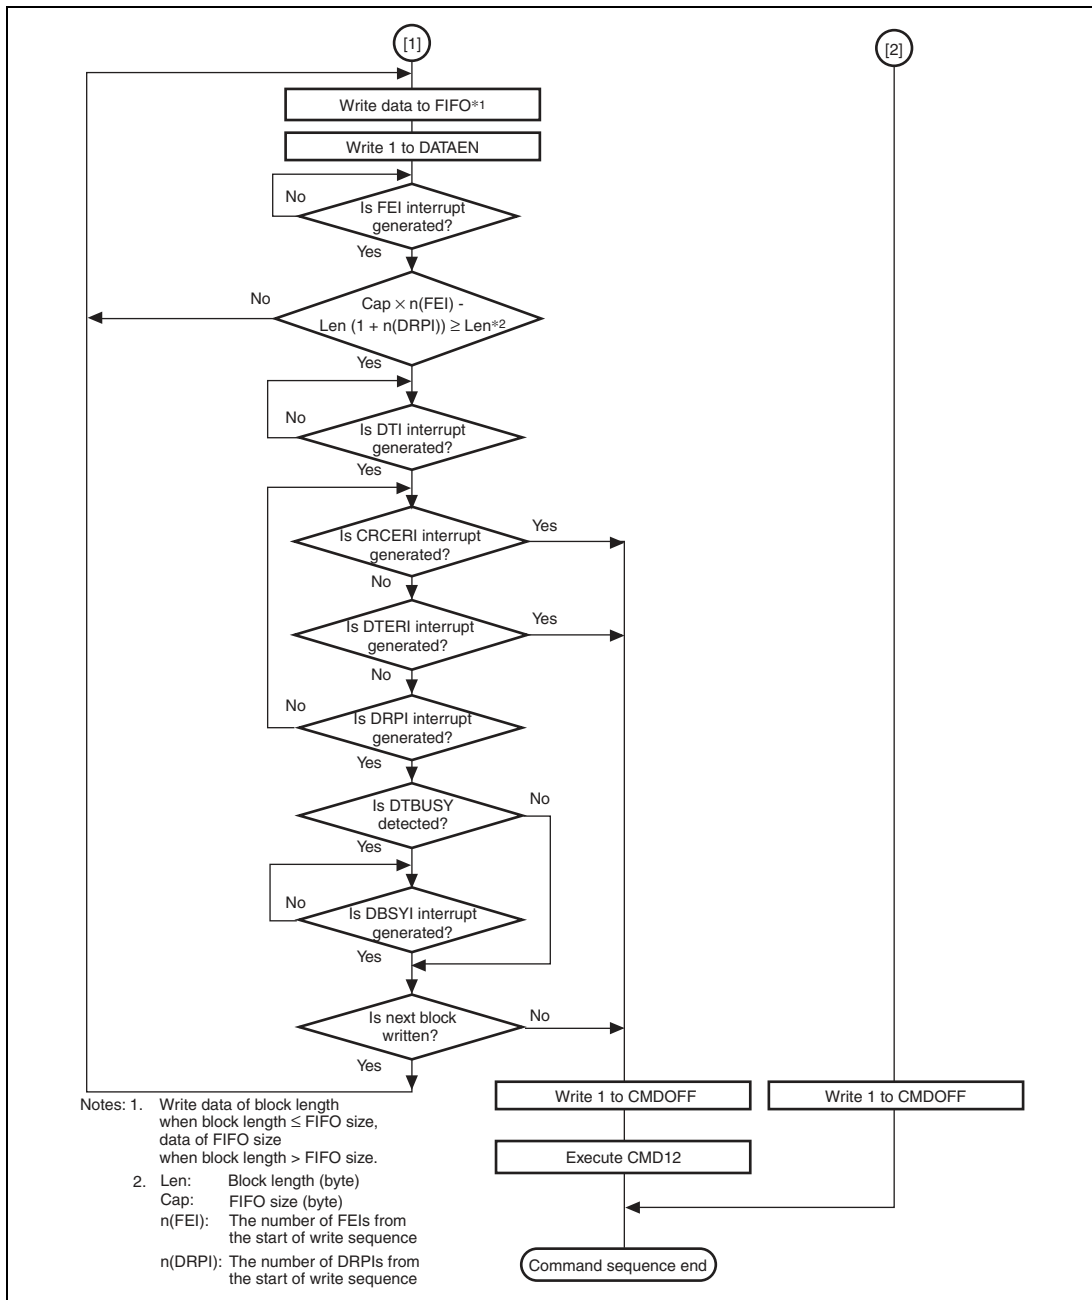 [1]
[2]
Write data to FIFO*1
Write 1 to DATAEN
No
Is FEI interrupt
generated?
Yes
No
Cap × n(FEI) -
Len (1 + n(DRPI)) ≥ Len*2
Yes
No
Is DTI interrupt
generated?
Yes
Is CRCERI interrupt
generated?
Yes
No
Is DTERI interrupt
generated?
Yes
No
No
Is DRPI interrupt
generated?
Yes
Is DTBUSY
detected?
No
Yes
No
Is DBSYI interrupt
generated?
Yes
Is next block
written?
No
Yes
Write 1 to CMDOFF
Write 1 to CMDOFF
Execute CMD12
Command sequence end
Notes: 1. Write data of block length
when block length ≤ FIFO size,
data of FIFO size
when block length > FIFO size.
2. Len: Block length (byte)
Cap: FIFO size (byte)
n(FEI): The number of FEIs from
the start of write sequence
n(DRPI): The number of DRPIs from
the start of write sequence